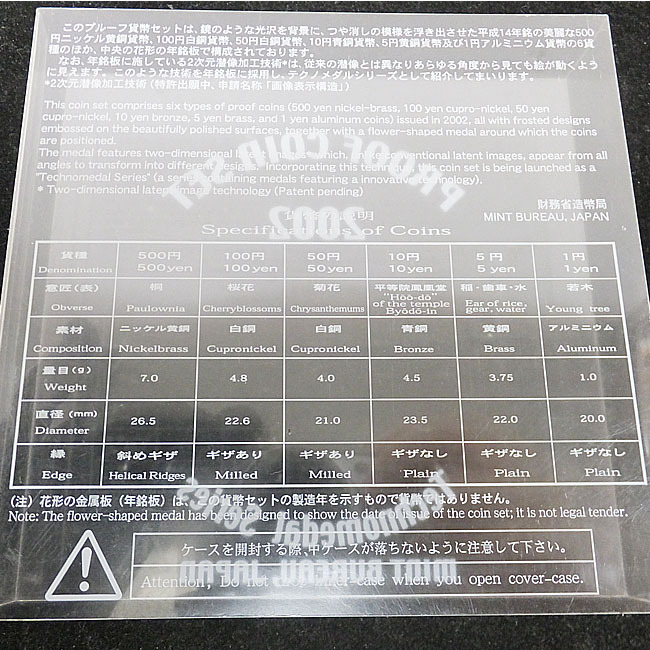 このプルーフ貨幣セットは、鏡のような光沢を背景に、つや消しの模様を浮き出させた平成14年銘の美麗な500
円ニッケル黄銅貨幣、100円白銅貨幣、50円白銅貨幣、10円青銅貨幣、5円黄銅貨幣及び1円アルミニウム貨幣の6貨
種のほか、中央の花形の年銘板で構成されております。
なお、年銘板に施している2次元潜像加工技術*は、従来の潜像とは異なりあらゆる角度から見ても絵が動くよう
に見えます。このような技術を年銘板に採用し、テクノメダルシリーズとして紹介してまいります。
*2次元潜像加工技術(特許出願中、申請名称「画像表示構造」)
This coin set comprises six types of proof coins (500 yen nickel-brass, 100 yen cupro-nickel, 50 yen
cupro-nickel, 10 yen bronze, 5 yen brass, and 1 yen aluminum coins) issued in 2002, all with frosted designs
embossed on the beautifully polished surfaces, together with a flower-shaped medal around which the coins
are positioned.
The medal features two-dimensional latent which, conventional latent images, appear from all
angles to transform into different designs. Incorporating this the coin set is being launched as a
"Technomedal Series" (a series containing medals featuring a innovative technology).
* Two-dimensional latent image technology (Patent pending)
財務省造幣局
MINT BUREAU, JAPAN
PROOF COIN SET
2002
貨幣の説明
Specifications of Coins
貨種 500円 100円 50円 10円 5円 1円
Denomination 500yen 100yen 50yen 10yen 5yen 1yen
意匠(表) 桐 桜花 菊花 平等院鳳凰堂 稲・歯車・水 若木
Obverse Paulownia Cherryblossoms Chrysanthemums "Hōō-dō" of the temple Byōdō-in Ear of rice, gear, water Young tree
素材 ニッケル黄銅 白銅 白銅 青銅 黄銅 アルミニウム
Composition Nickelbrass Cupronickel Cupronickel Bronze Brass Aluminum
量目(g) 7.0 4.8 4.0 4.5 3.75 1.0
Weight
直径(mm) 26.5 22.6 21.0 23.5 22.0 20.0
Diameter
縁 斜めギザ ギザあり ギザあり ギザなし ギザなし ギザなし
Edge Helical Ridges Milled Milled Plain Plain Plain
(注)花形の金属板(年銘板)は、この貨幣セットの製造年を示すもので貨幣ではありません。
Note: The flower-shaped medal has been designed to show the date of issue of the coin set; it is not legal tender.
Technomedal Series
ケースを開封する際、中ケースが落ちないように注意して下さい。
MINT BUREAU, JAPAN
Attention, Do not drop inner-case when you open cover-case.